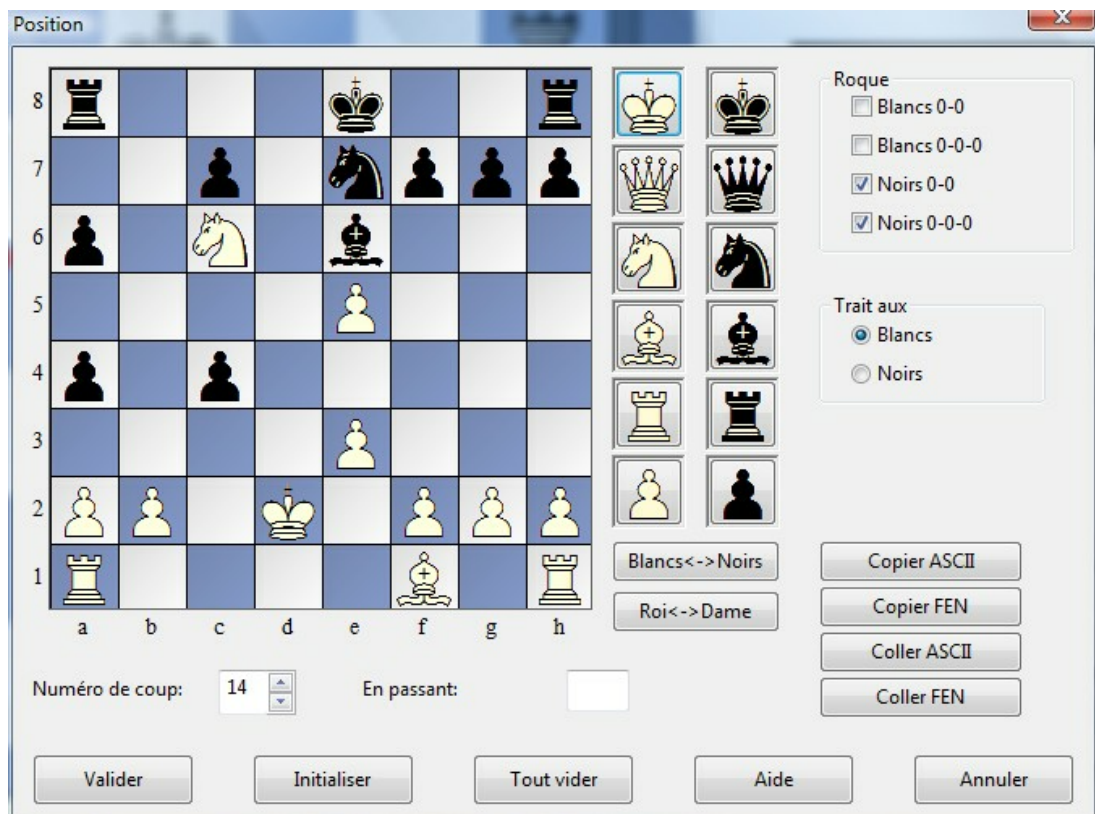 Position
8
7
6
5
4
3
2
1
a b c d e f g h
Roque
Blancs 0-0
Blancs 0-0-0
Noirs 0-0
Noirs 0-0-0
Trait aux
Blancs
Noirs
Blancs<->Noirs
Roi<->Dame
Copier ASCII
Copier FEN
Coller ASCII
Coller FEN
Numéro de coup: 14 En passant:
Valider Initialiser Tout vider Aide Annuler